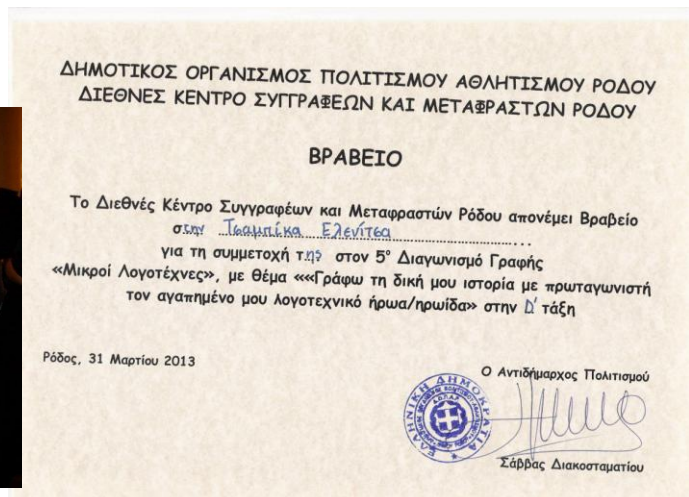 ΔΗΜΟΤΙΚΟΣ ΟΡΓΑΝΙΣΜΟΣ ΠΟΛΙΤΙΣΜΟΥ ΑΘΛΗΤΙΣΜΟΥ ΡΟΔΟΥ
ΔΙΕΘΝΕΣ ΚΕΝΤΡΟ ΣΥΓΓΡΑΦΕΩΝ ΚΑΙ ΜΕΤΑΦΡΑΣΤΩΝ ΡΟΔΟΥ
ΒΡΑΒΕΙΟ
Το Διεθνές Κέντρο Συγγραφέων και Μεταφραστών Ρόδου απονέμει Βραβείο
στην Τσαμπίκα Ελενίτσα
για τη συμμετοχή της στον 5° Διαγωνισμό Γραφής
«Μικροί Λογοτέχνες», με θέμα ««Γράφω τη δική μου ιστορία με πρωταγωνιστή
τον αγαπημένο μου λογοτεχνικό ήρωα/ηρωίδα» στην Δ' τάξη
Ρόδος, 31 Μαρτίου 2013
Ο Αντιδήμαρχος Πολιτισμού
ΕΛΛΗΝΙΚΗ ΔΗΜΟΚΡΑΤΙΑ
Σάββας Διακοσταματίου